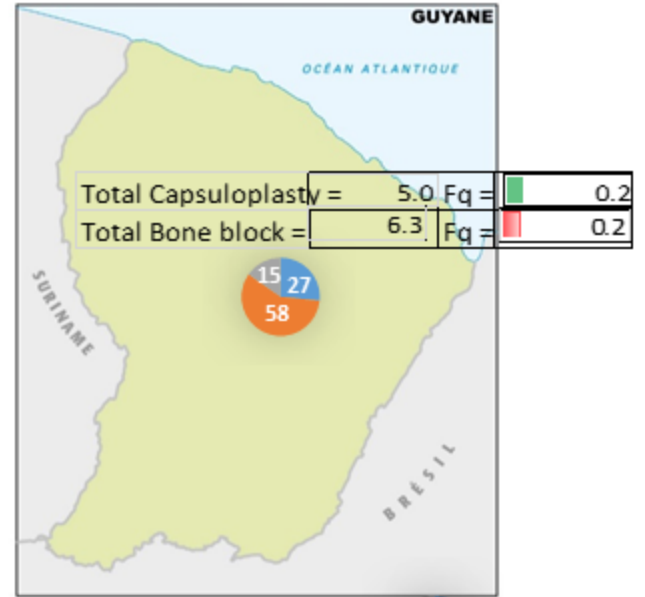 GUYANE
OCÉAN ATLANTIQUE
Total Capsuloplasty = 5.0 Fq = 0.2
Total Bone block = 6.3 Fq = 0.2
15 27
58
SURINAME
BRÉSIL